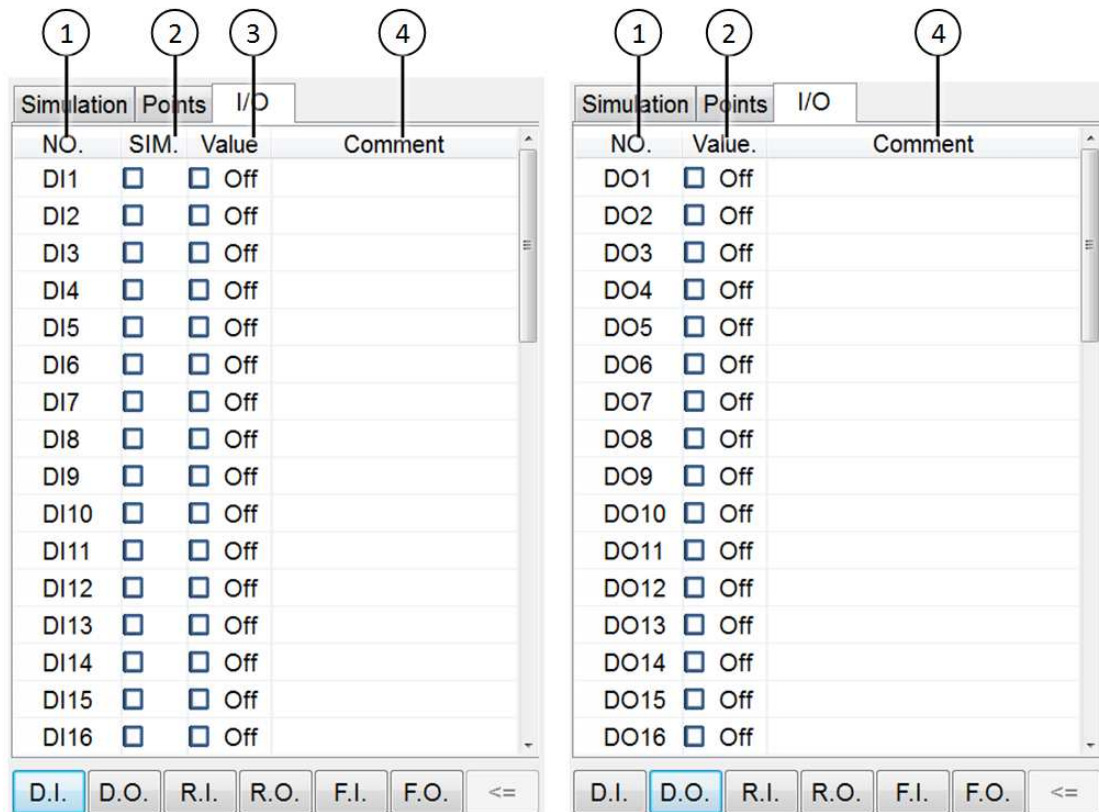 1 2 3 4
Simulation Points I/O
NO. SIM. Value Comment
DI1 Off
DI2 Off
DI3 Off
DI4 Off
DI5 Off
DI6 Off
DI7 Off
DI8 Off
DI9 Off
DI10 Off
DI11 Off
DI12 Off
DI13 Off
DI14 Off
DI15 Off
DI16 Off
D.I. D.O. R.I. R.O. F.I. F.O. <=
1 2 4
Simulation Points I/O
NO. Value. Comment
DO1 Off
DO2 Off
DO3 Off
DO4 Off
DO5 Off
DO6 Off
DO7 Off
DO8 Off
DO9 Off
DO10 Off
DO11 Off
DO12 Off
DO13 Off
DO14 Off
DO15 Off
DO16 Off
D.I. D.O. R.I. R.O. F.I. F.O. <=